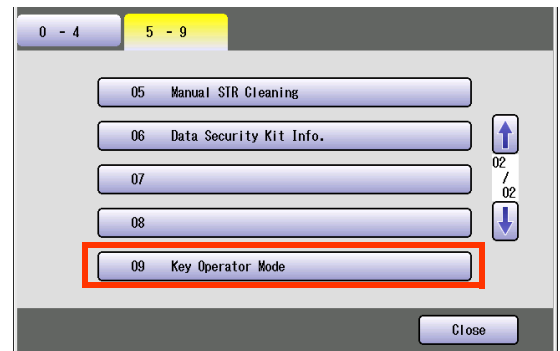 0 - 4
5 - 9
05 Manual STR Cleaning
06 Data Security Kit Info.
07
08
09 Key Operator Mode
02
/
02
Close